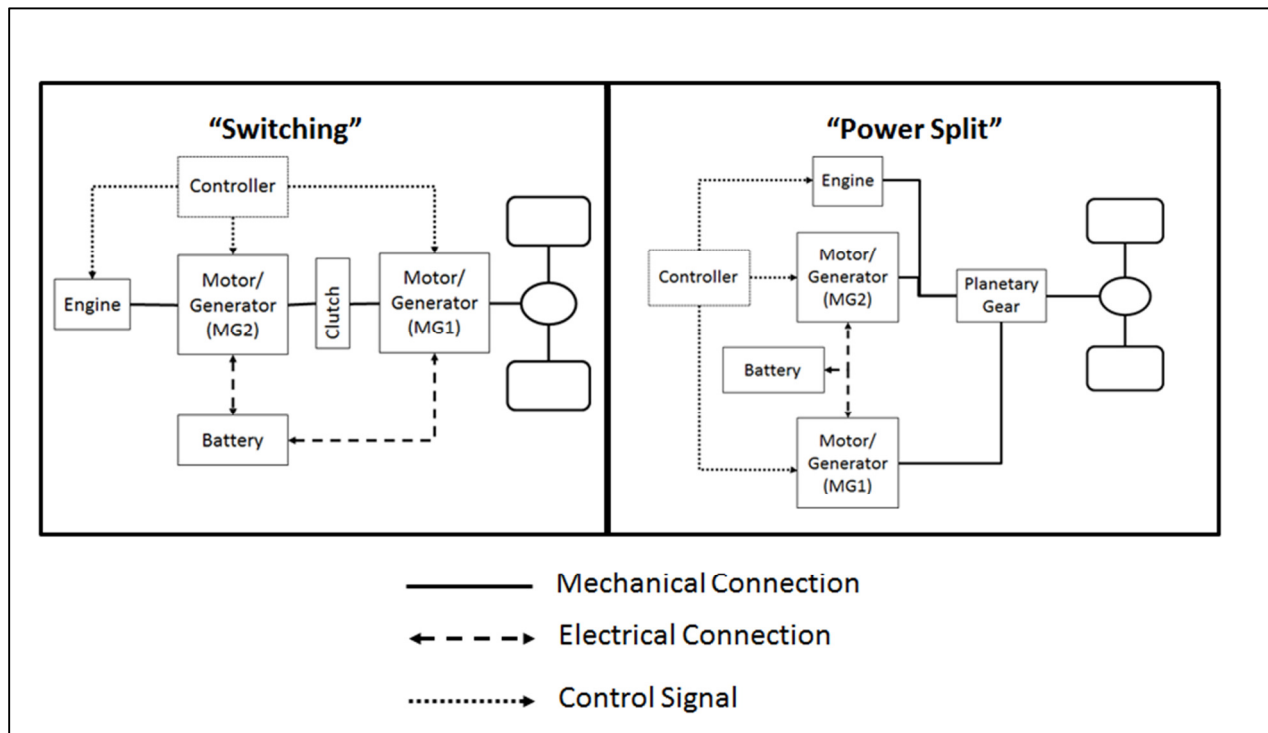 “Switching”
Controller
Engine
Motor/
Generator
(MG2)
Clutch
Motor/
Generator
(MG1)
Battery
“Power Split”
Engine
Controller
Motor/
Generator
(MG2)
Planetary
Gear
Battery
Motor/
Generator
(MG1)
Mechanical Connection
Electrical Connection
Control Signal